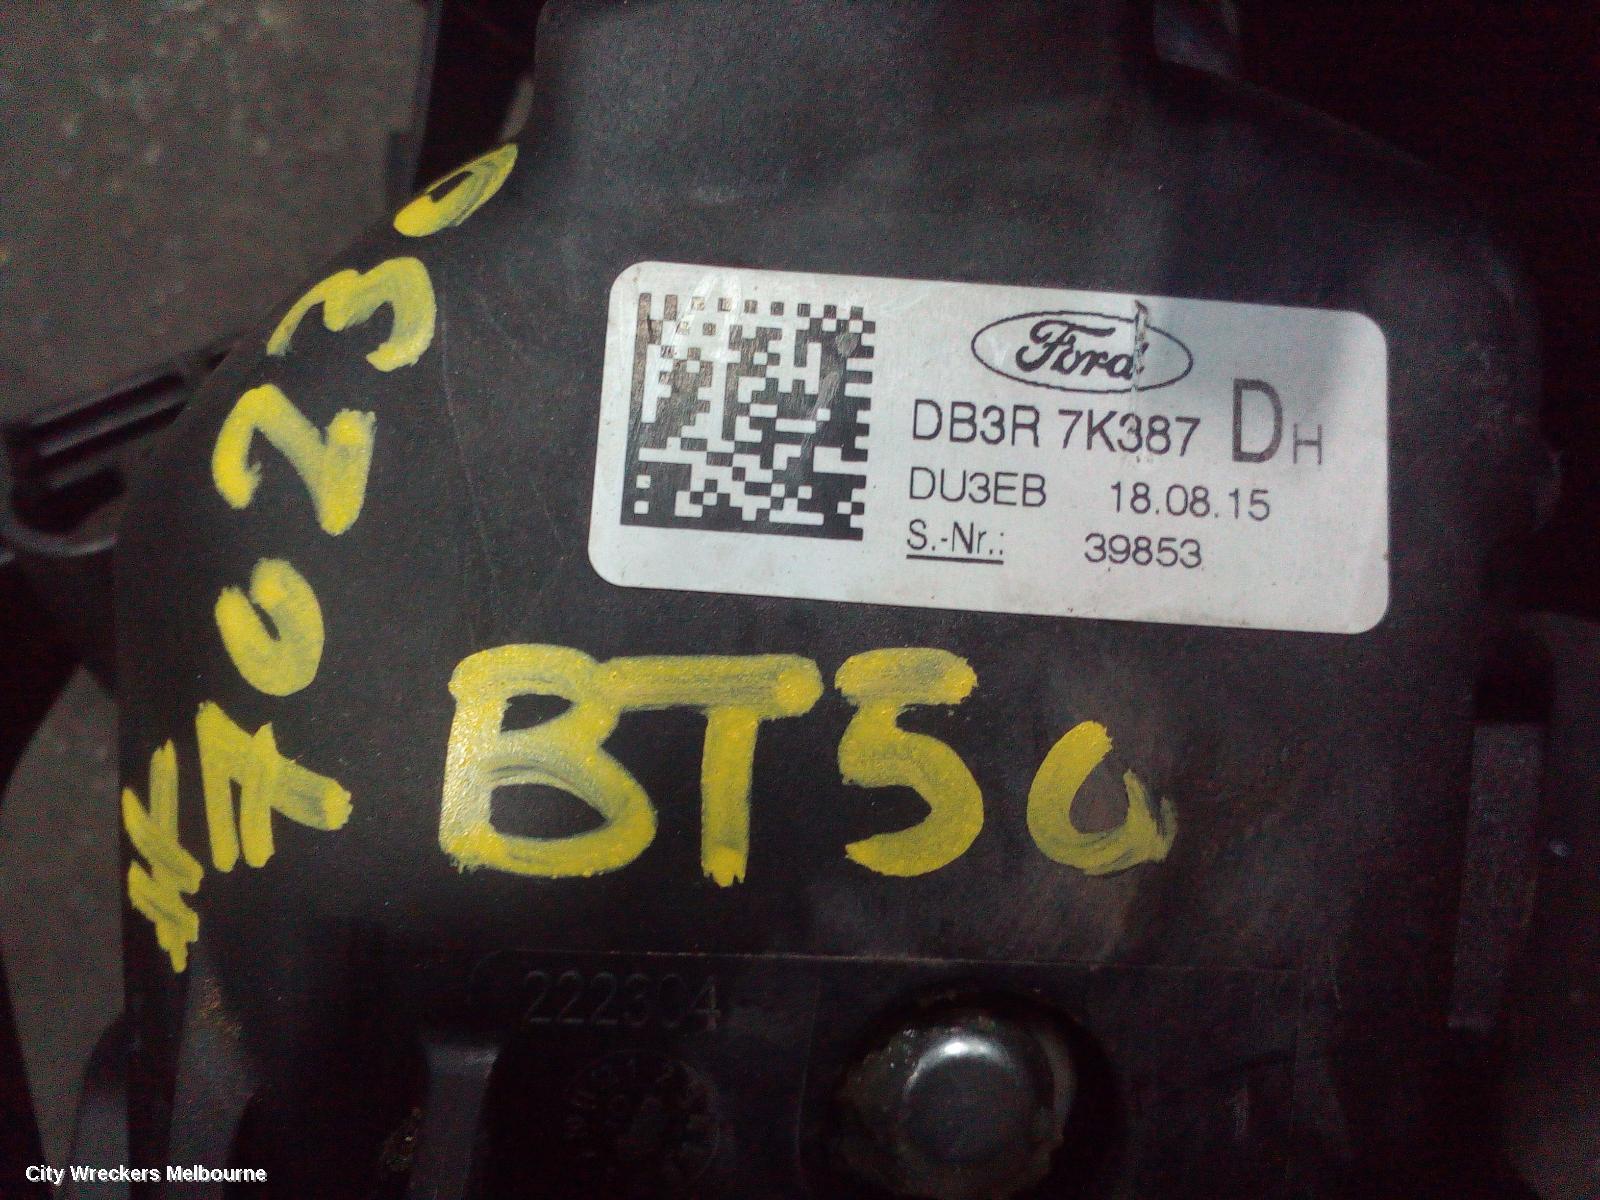 Ford
DB3R 7K387 DH
DU3EB 18.08.15
S.-Nr.: 39853
BT50
222304
City Wreckers Melbourne